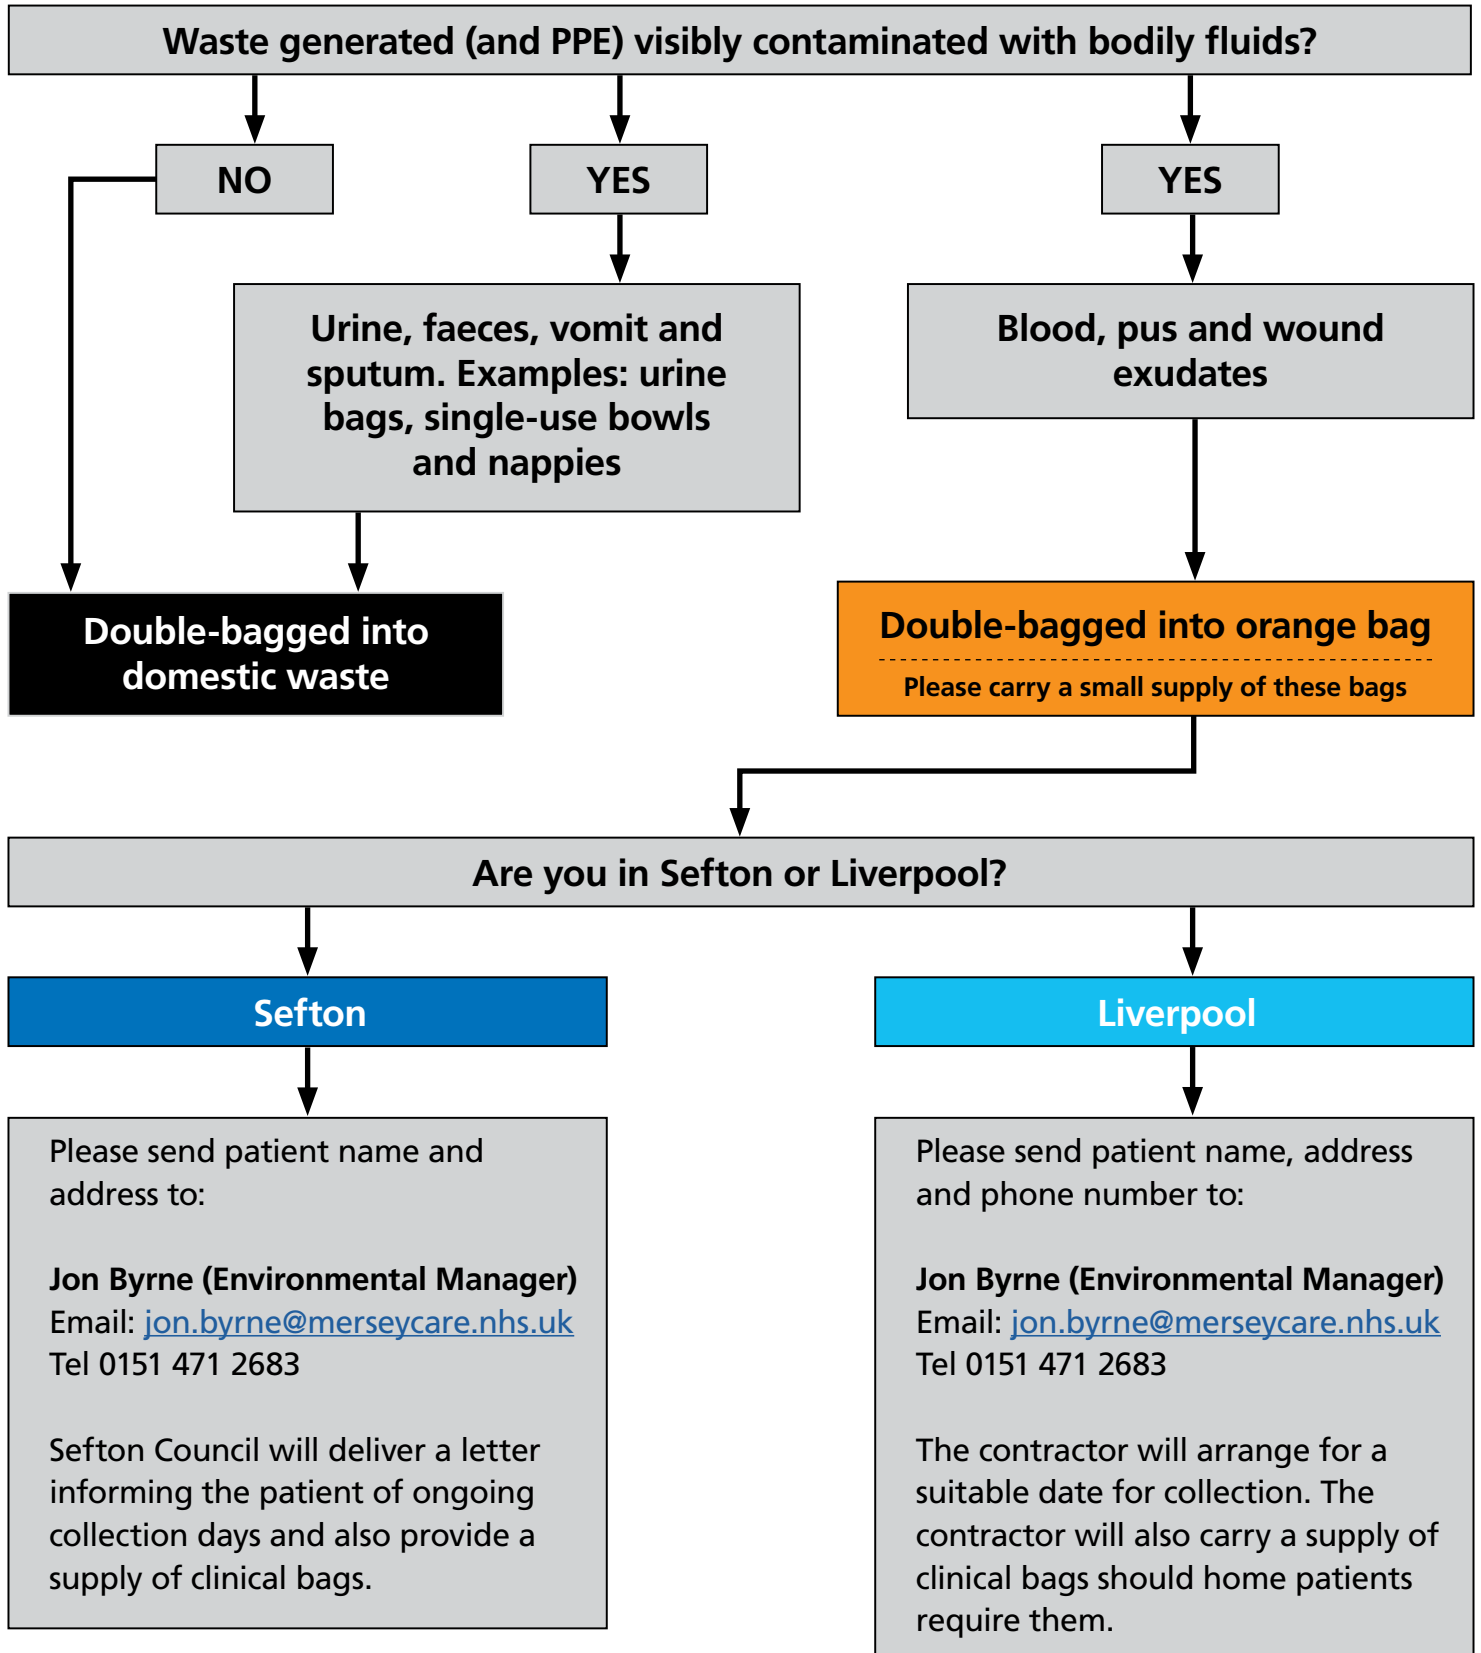 Waste generated (and PPE) visibly contaminated with bodily fluids?
NO
YES
YES
Urine, faeces, vomit and
sputum. Examples: urine
bags, single-use bowls
and nappies
Blood, pus and wound
exudates
Double-bagged into
domestic waste
Double-bagged into orange bag
Please carry a small supply of these bags
Are you in Sefton or Liverpool?
Sefton
Liverpool
Please send patient name and
address to:
Jon Byrne (Environmental Manager)
Email: jon.byrne@merseycare.nhs.uk
Tel 0151 471 2683
Sefton Council will deliver a letter
informing the patient of ongoing
collection days and also provide a
supply of clinical bags.
Please send patient name, address
and phone number to:
Jon Byrne (Environmental Manager)
Email: jon.byrne@merseycare.nhs.uk
Tel 0151 471 2683
The contractor will arrange for a
suitable date for collection. The
contractor will also carry a supply of
clinical bags should home patients
require them.